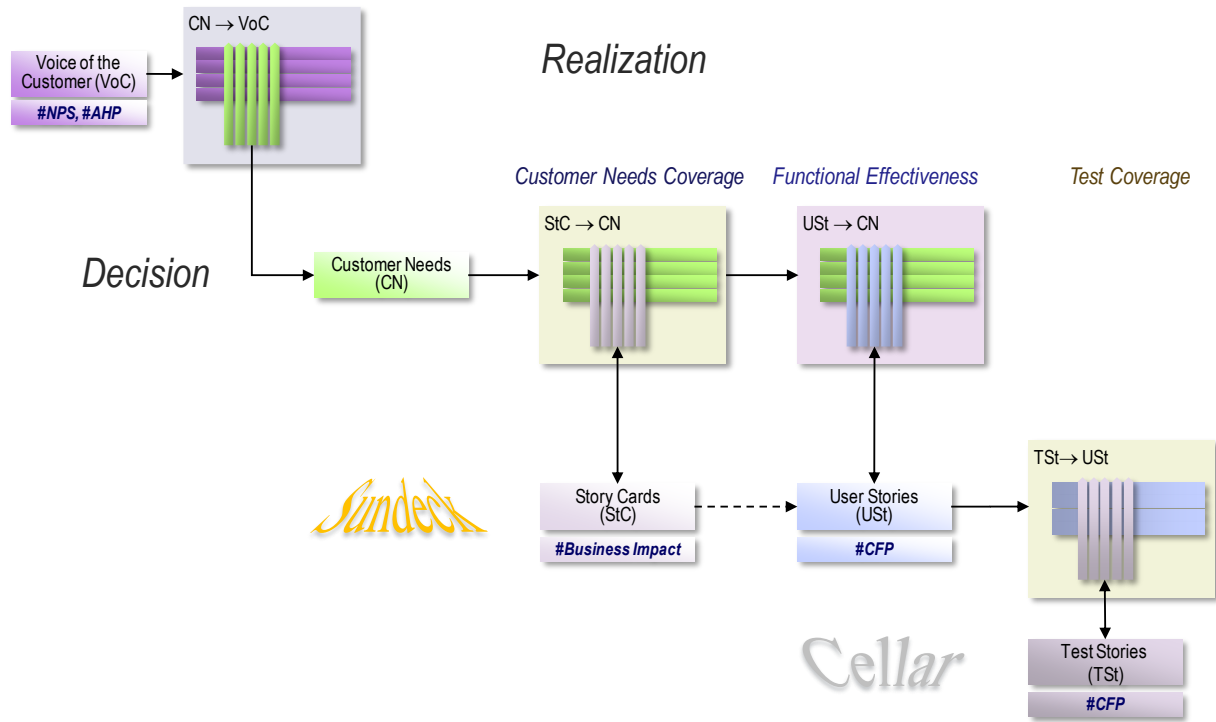 CN → VoC
Voice of the
Customer (VoC)
#NPS, #AHP
Realization
Customer Needs Coverage
Functional Effectiveness
Test Coverage
StC → CN
USt → CN
Decision
Customer Needs
(CN)
TSt→ USt
Sundeck
Story Cards
(StC)
#Business Impact
User Stories
(USt)
#CFP
Cellar
Test Stories
(TSt)
#CFP